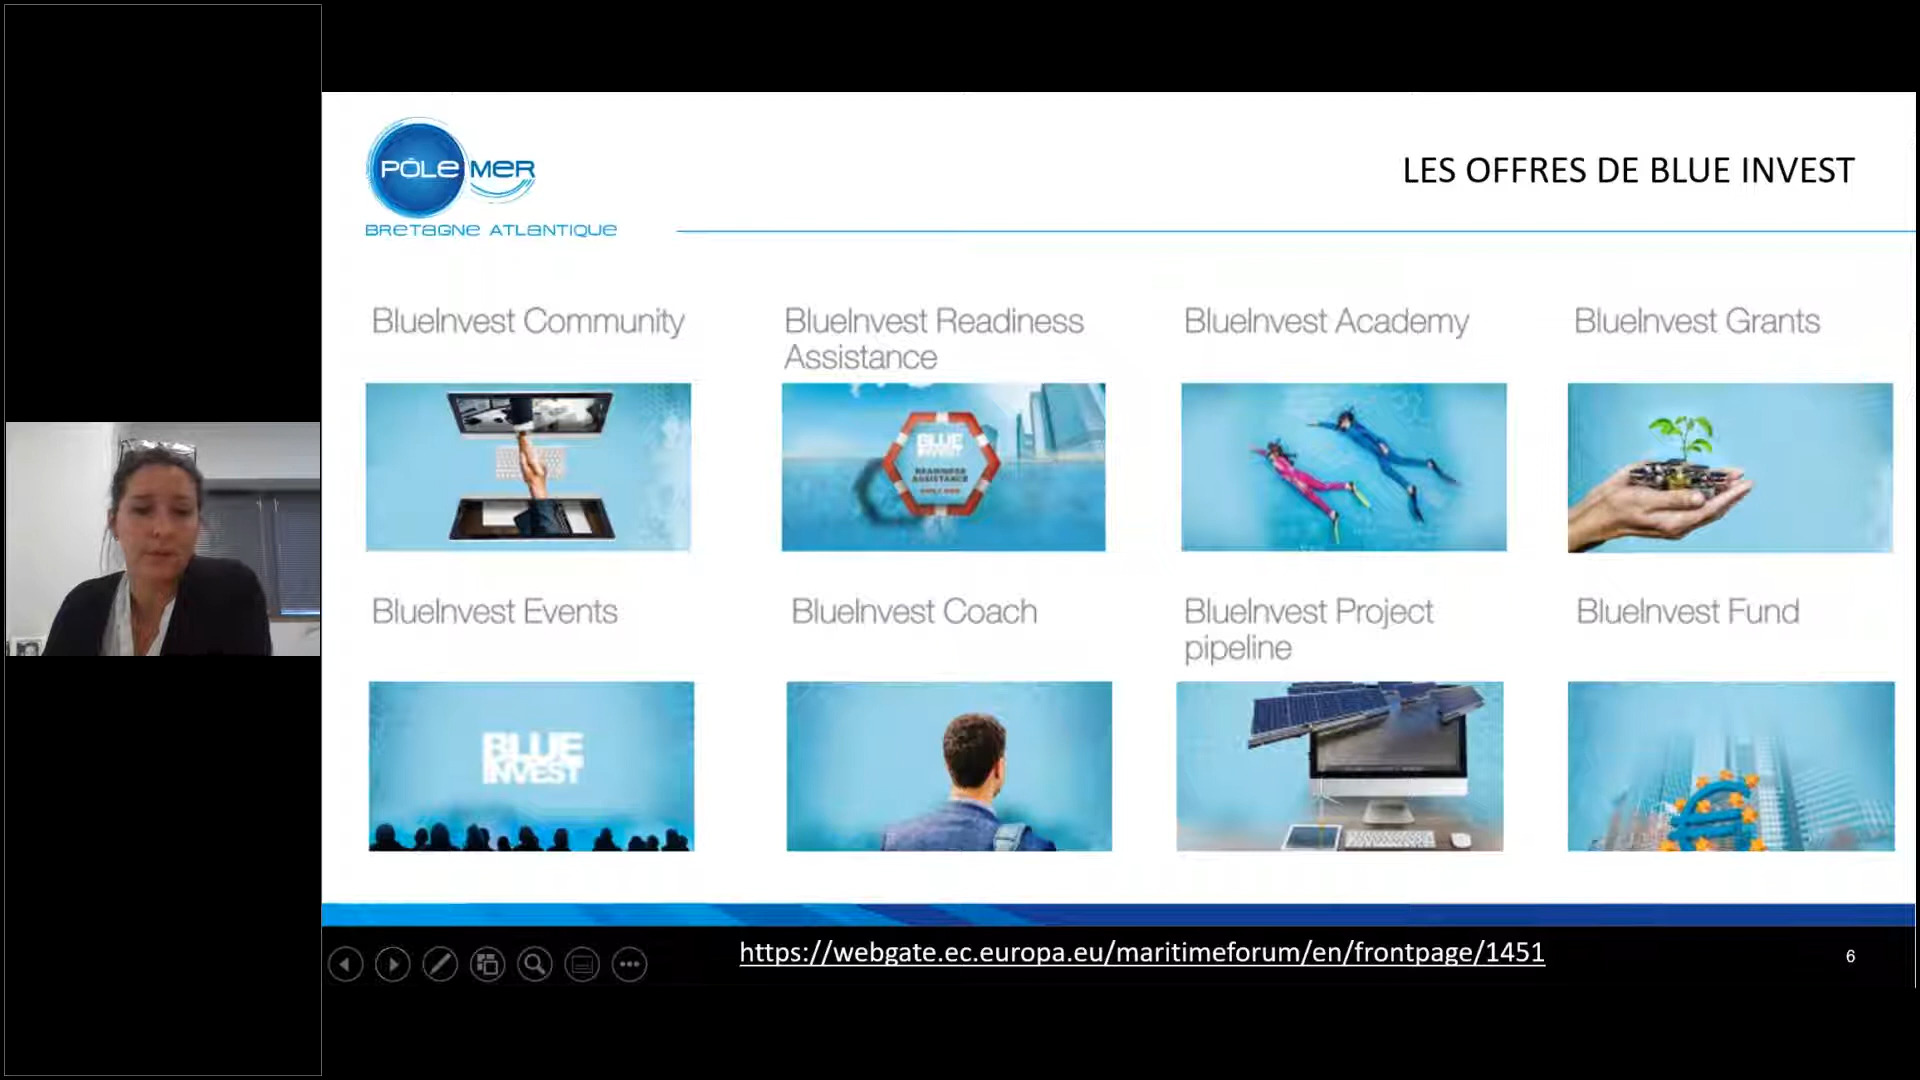 PÔLE MER
BRETAGNE ATLANTIQUE
LES OFFRES DE BLUE INVEST
BlueInvest Community
BlueInvest Readiness
Assistance
BlueInvest Academy
BlueInvest Grants
BLUE
INVEST
READINESS
ASSISTANCE
BlueInvest Events
BlueInvest Coach
BlueInvest Project
pipeline
BlueInvest Fund
BLUE
INVEST
https://webgate.ec.europa.eu/maritimeforum/en/frontpage/1451
6